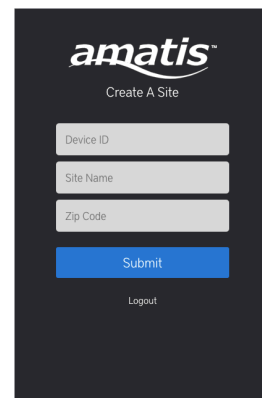 amatis™
Create A Site
Device ID
Site Name
Zip Code
Submit
Logout